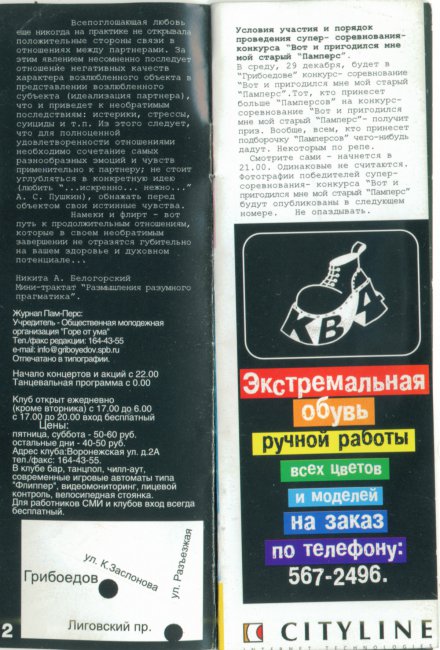 Всепоглощающая любовь
еще никогда на практике не открывала
положительные стороны связи в
отношениях между партнерами. За
этим явлением несомненно последует
отношение негативных качеств
характера возлюбленного объекта в
представлении возлюбленного
субъекта (идеализация партнера),
что и приведет к необратимым
последствиям: истерики, стрессы,
суициды и т.п. Из этого следует,
что для полноценной
удовлетворенности отношениями
необходимо сочетание самых
разнообразных эмоций и чувств
применительно к партнеру; не стоит
углубляться в конкретную идею
(любить "...искренно... нежно..."
А. С. Пушкин), обнажать перед
объектом свои истинные чувства.
Намеки и флирт - вот
путь к продолжительным отношениям,
которые в своем необратимым
завершении не отразятся губительно
на вашем здоровье и духовном
потенциале...
Никита А. Белогорский
Мини-трактат "Размышления разумного
прагматика".
Журнал Пам-Перс:
Учредитель - Общественная молодежная
организация "Горе от ума"
Тел./факс редакции: 164-43-55
e-mail: info@griboyedov.spb.ru
Отпечатано в типографии.
Начало концертов и акций с 22.00
Танцевальная программа с 0.00
Клуб открыт ежедневно
(кроме вторника) с 17.00 до 6.00
с 17.00 до 20.00 вход бесплатный
Цены:
пятница, суббота - 50-60 руб.
остальные дни - 40-50 руб.
Адрес клуба:Воронежская ул. д.2А
тел./факс: 164-43-55.
В клубе бар, танцпол, чилл-аут,
современные игровые автоматы типа
"Флиппер", видеомониторинг, лицевой
контроль, велосипедная стоянка.
Для работников СМИ и клубов вход всегда
бесплатный.
Грибоедов
ул. К.Заслонова
ул. Разъезжая
Лиговский пр.
2
Условия участия и порядок
проведения супер- соревнования-
конкурса "Вот и пригодился мне
мой старый "Памперс".
В среду, 29 декабря, будет в
"Грибоедове" конкурс- соревнование
"Вот и пригодился мне мой старый
"Памперс".Тот, кто принесет
больше "Памперсов" на конкурс-
соревнование "Вот и пригодился
мне мой старый "Памперс"- получит
приз. Вообще, всем, кто принесет
подборочку "Памперсов" чего-нибудь
дадут. Некоторым по репе.
Смотрите сами - начнется в
21.00. Одинаковые не считаются.
фотографии победителей супер-
соревнования- конкурса "Вот и
пригодился мне мой старый "Памперс"
будут опубликованы в следующем
номере. Не опаздывать.
КВА
Экстремальная
обувь
ручной работы
всех цветов
и моделей
на заказ
по телефону:
567-2496.
CITYLINE
INTERNET TECHNOLOGIES